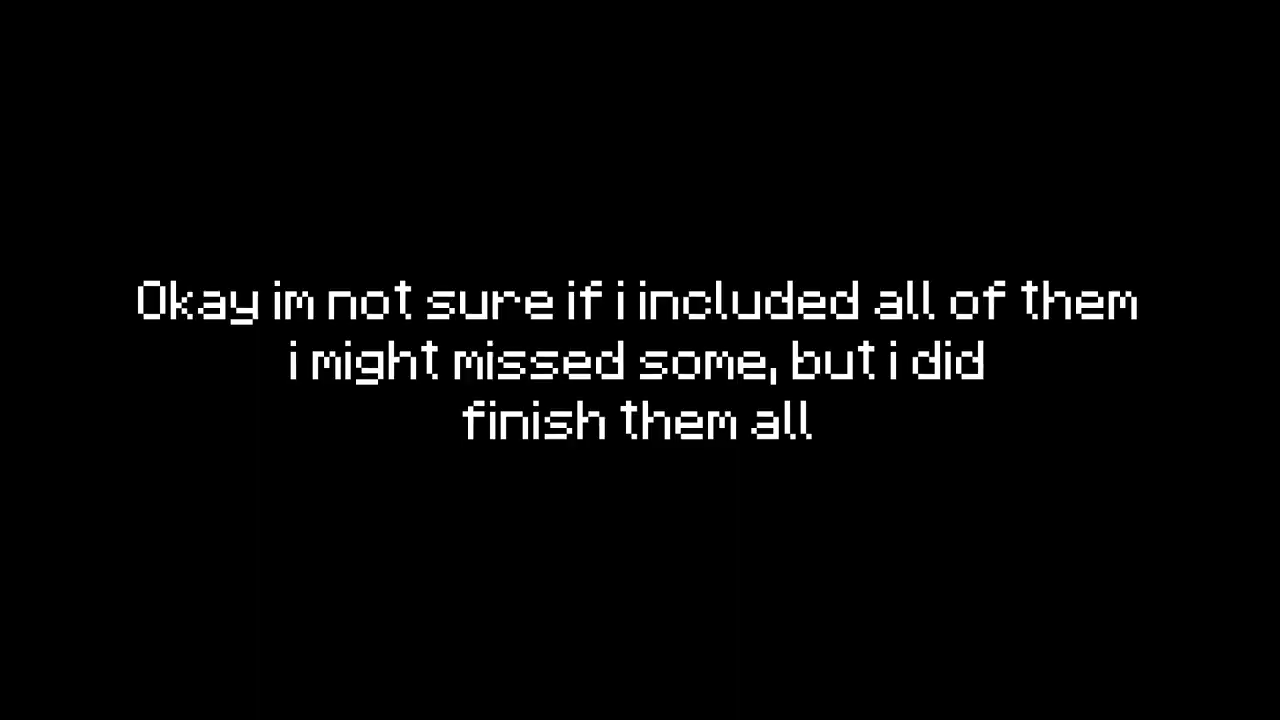 Okay im not sure if i included all of them
i might missed some, but i did
finish them all